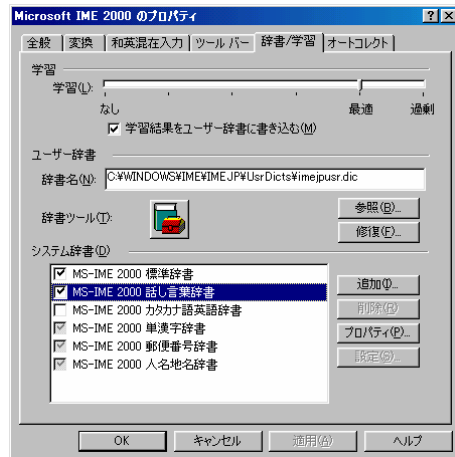 Microsoft IME 2000 のプロパティ
全般 変換 和英混在入力 ツール バー 辞書/学習 オートコレクト
学習
学習(L):
なし 最適 過剰
学習結果をユーザー辞書に書き込む(M)
ユーザー辞書
辞書名(N): C:¥WINDOWS¥IME¥IMEJP¥UsrDicts¥imejpusr.dic
参照(B)...
辞書ツール(T):
修復(F)...
システム辞書(D)
MS-IME 2000 標準辞書
追加(I)...
MS-IME 2000 話し言葉辞書
MS-IME 2000 カタカナ語英語辞書
削除(R)
MS-IME 2000 単漢字辞書
プロパティ(P)...
MS-IME 2000 郵便番号辞書
設定(S)...
MS-IME 2000 人名地名辞書
OK キャンセル 適用(A) ヘルプ